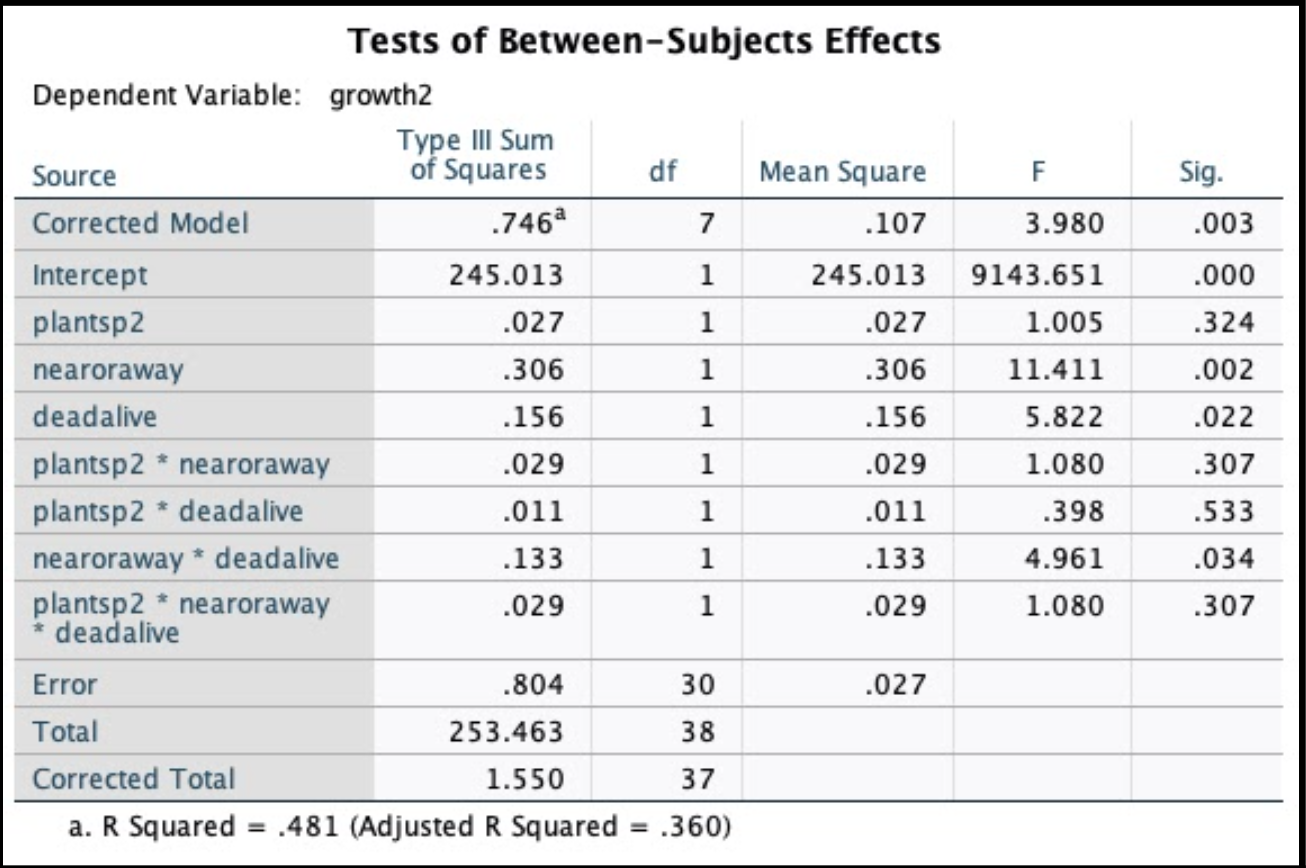 Tests of Between-Subjects Effects
Dependent Variable: growth2
Source Type III Sum of Squares df Mean Square F Sig.
Corrected Model .746a 7 .107 3.980 .003
Intercept 245.013 1 245.013 9143.651 .000
plantsp2 .027 1 .027 1.005 .324
nearoraway .306 1 .306 11.411 .002
deadalive .156 1 .156 5.822 .022
plantsp2 * nearoraway .029 1 .029 1.080 .307
plantsp2 * deadalive .011 1 .011 .398 .533
nearoraway * deadalive .133 1 .133 4.961 .034
plantsp2 * nearoraway * deadalive .029 1 .029 1.080 .307
Error .804 30 .027
Total 253.463 38
Corrected Total 1.550 37
a. R Squared = .481 (Adjusted R Squared = .360)